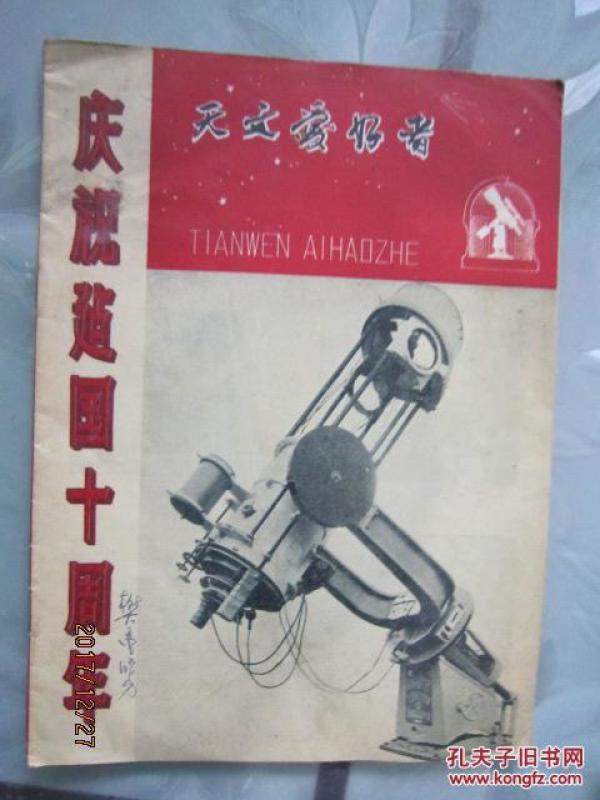 天文爱好者
TIANWEN AIHAOZHE
庆祝建国十周年
2017/12/27
孔夫子旧书网
www.kongfz.com